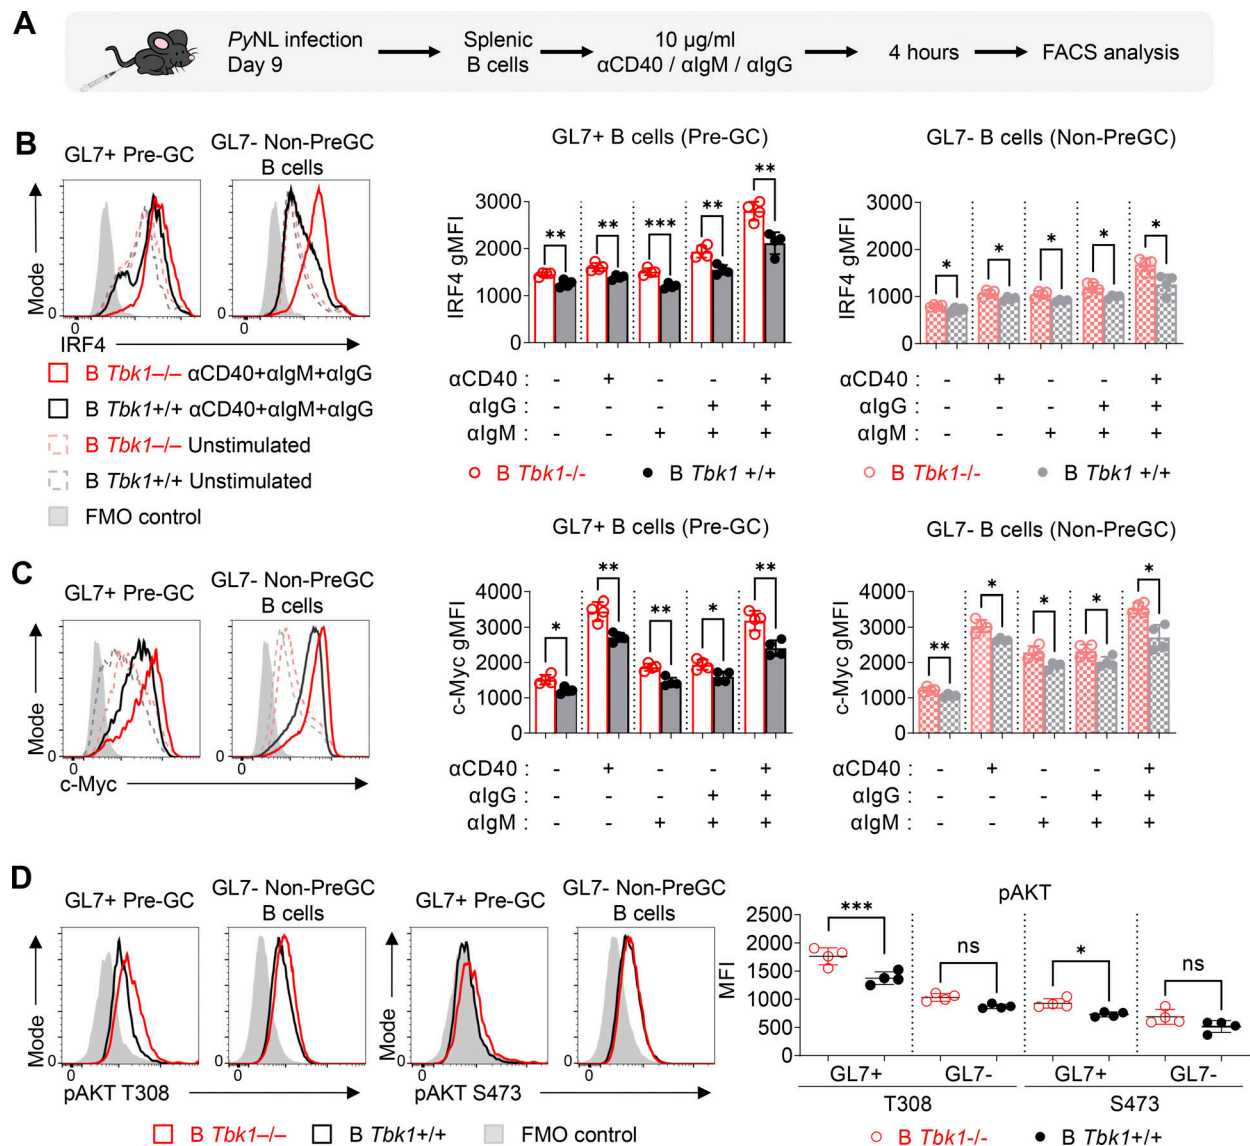 A
PyNL infection
Day 9
Splenic
B cells
10 µg/ml
αCD40 / αIgM / αIgG
4 hours
FACS analysis
B
GL7+ Pre-GC
GL7- Non-PreGC
B cells
Mode
0
0
0
IRF4
B Tbk1–/– αCD40+αIgM+αIgG
B Tbk1+/+ αCD40+αIgM+αIgG
B Tbk1–/– Unstimulated
B Tbk1+/+ Unstimulated
FMO control
GL7+ B cells (Pre-GC)
IRF4 gMFI
3000
2000
1000
0
** ** *** ** **
αCD40 : - + - - +
αIgG : - - - + +
αIgM : - - + + +
B Tbk1-/- B Tbk1 +/+
GL7- B cells (Non-PreGC)
IRF4 gMFI
3000
2000
1000
0
* * * * *
- + - - +
- - - + +
- - + + +
B Tbk1-/- B Tbk1 +/+
C
GL7+ Pre-GC
GL7- Non-PreGC
B cells
Mode
0
0
0
c-Myc
GL7+ B cells (Pre-GC)
c-Myc gMFI
4000
3000
2000
1000
0
* ** ** * **
αCD40 : - + - - +
αIgG : - - - + +
αIgM : - - + + +
GL7- B cells (Non-PreGC)
c-Myc gMFI
4000
3000
2000
1000
0
** * * * *
αCD40 : - + - - +
αIgG : - - - + +
αIgM : - - + + +
D
GL7+ Pre-GC
GL7- Non-PreGC
B cells
Mode
0
0
0
pAKT T308
GL7+ Pre-GC
GL7- Non-PreGC
B cells
Mode
0
0
0
pAKT S473
B Tbk1–/– B Tbk1+/+ FMO control
pAKT
MFI
2500
2000
1500
1000
500
0
*** ns * ns
GL7+ GL7- GL7+ GL7-
T308 S473
B Tbk1-/- B Tbk1+/+